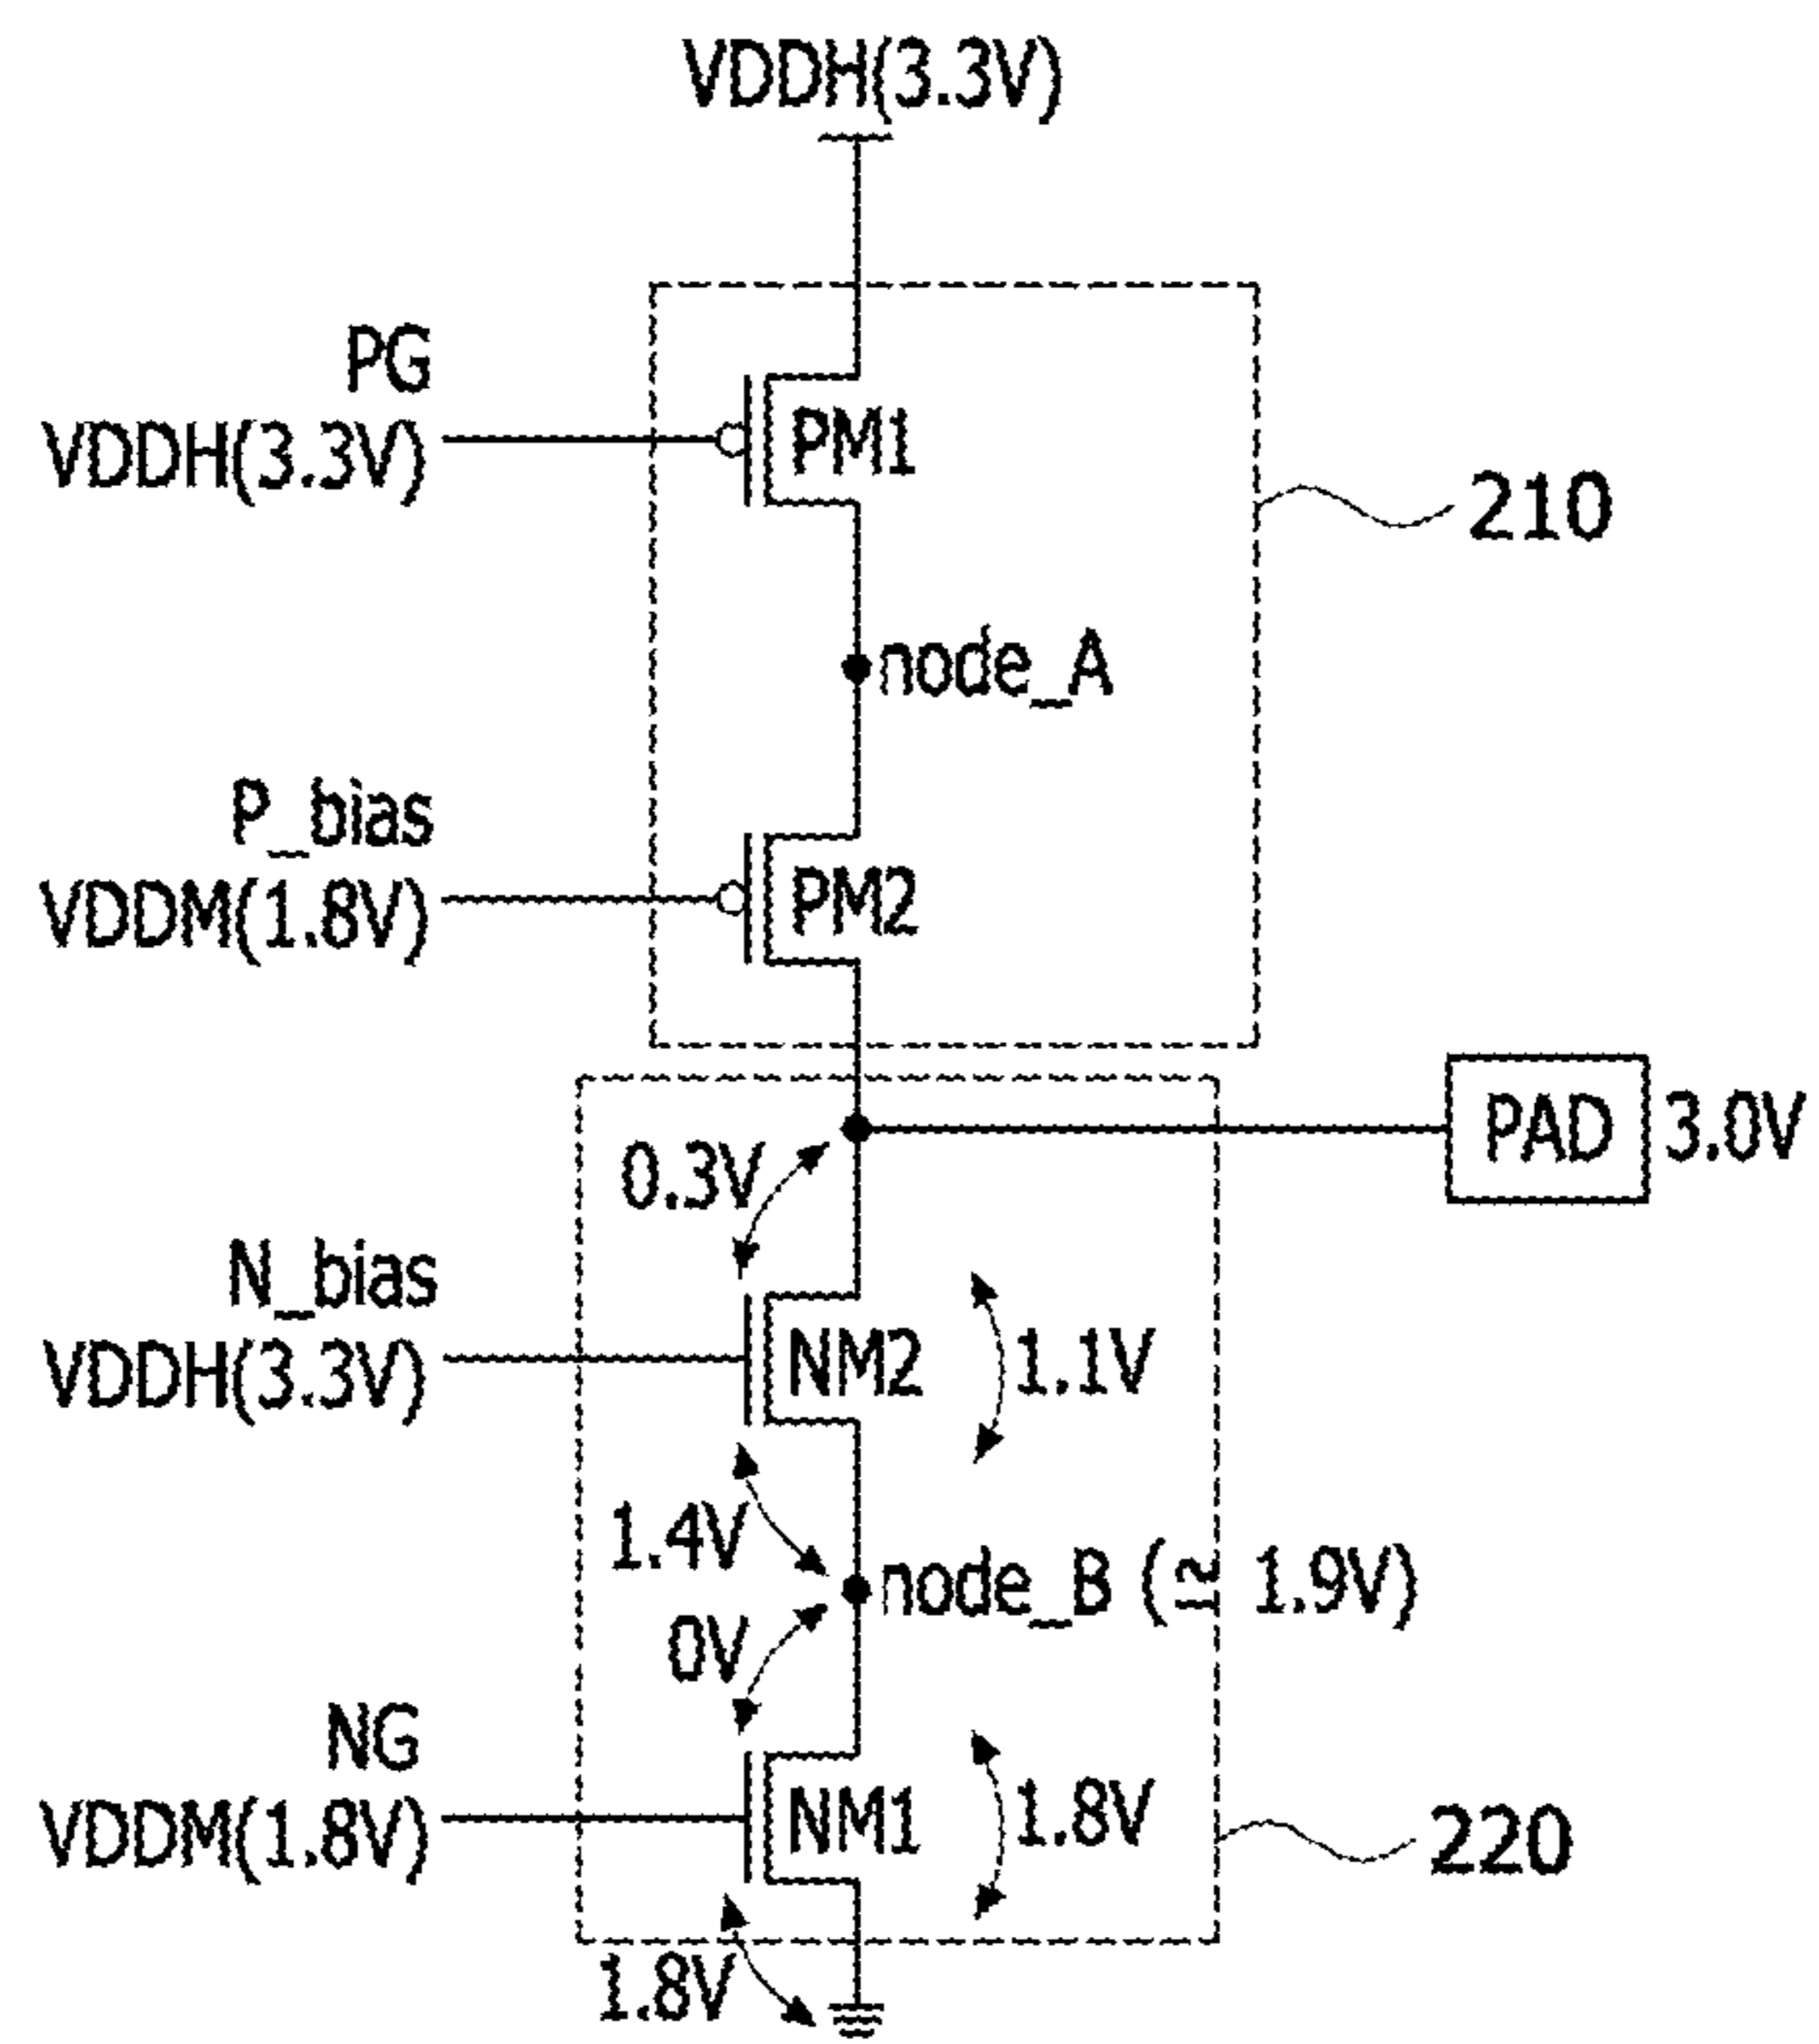 VDDH(3.3V)
PG
VDDH(3.3V)
PM1
210
node_A
P_bias
VDDM(1.8V)
PM2
PAD 3.0V
0.3V
N_bias
VDDH(3.3V)
NM2
1.1V
1.4V
node_B (≃ 1.9V)
0V
NG
VDDM(1.8V)
NM1
1.8V
220
1.8V